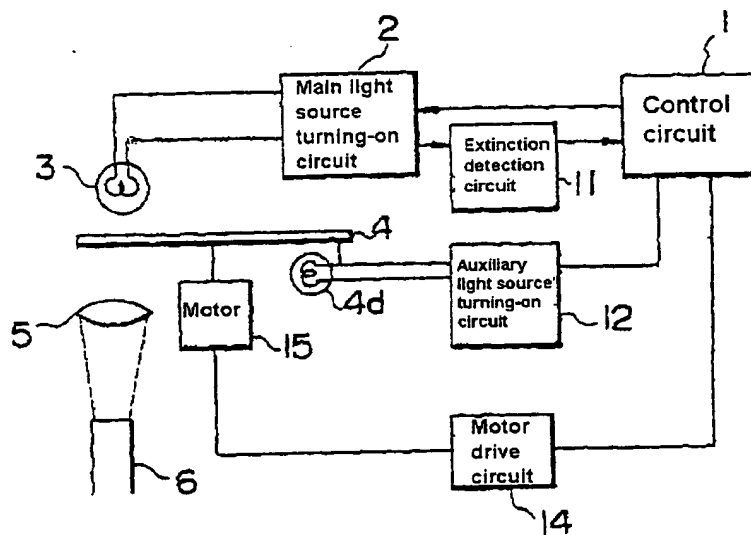 1
2
Main light
source
turning-on
circuit
Control
circuit
Extinction
detection
circuit
11
3
4
4d
Auxiliary
light source
turning-on
circuit
12
5
Motor
15
6
Motor
drive
circuit
14